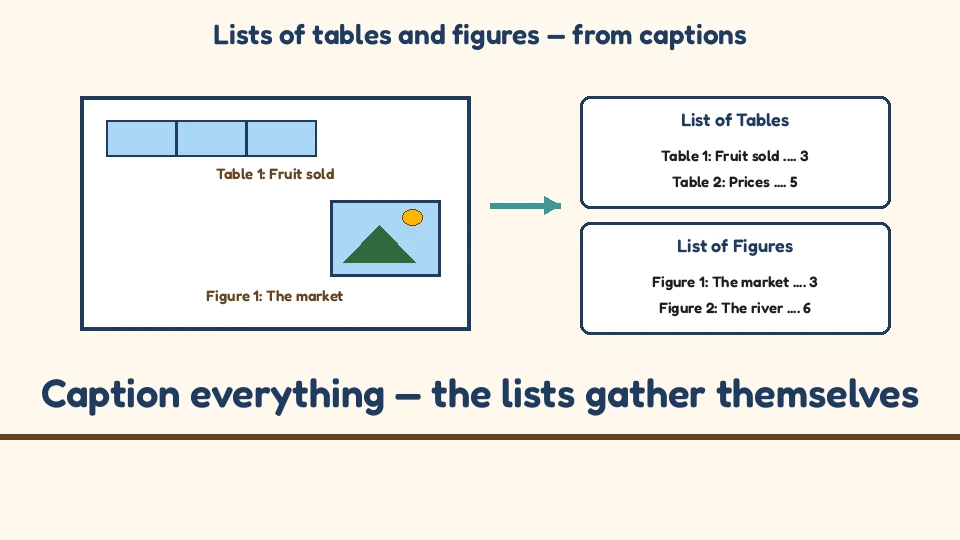 Lists of tables and figures — from captions
Table 1: Fruit sold
Figure 1: The market
List of Tables
Table 1: Fruit sold .... 3
Table 2: Prices .... 5
List of Figures
Figure 1: The market .... 3
Figure 2: The river .... 6
Caption everything — the lists gather themselves